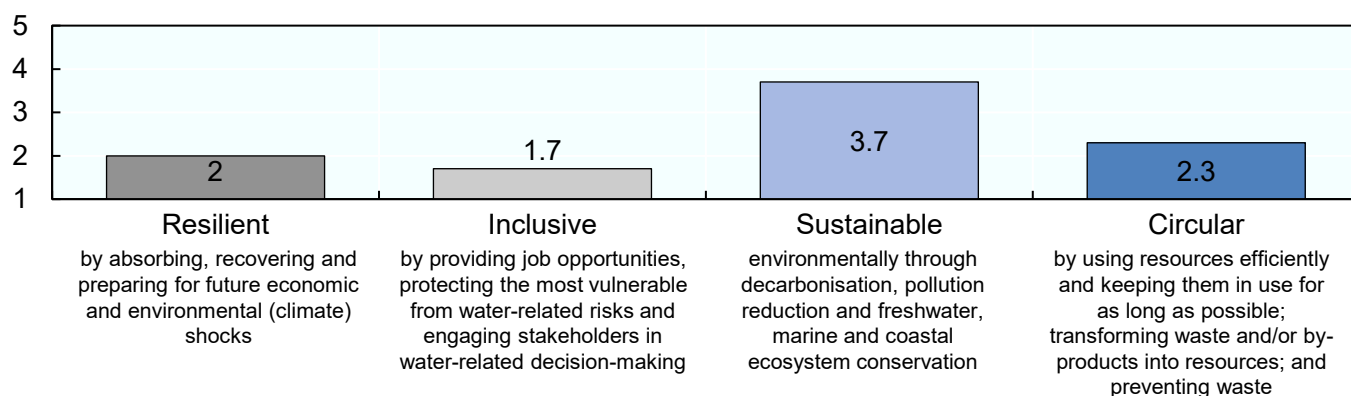 5
4
3
2
1
2
1.7
3.7
2.3
Resilient
by absorbing, recovering and
preparing for future economic
and environmental (climate)
shocks
Inclusive
by providing job opportunities,
protecting the most vulnerable
from water-related risks and
engaging stakeholders in
water-related decision-making
Sustainable
environmentally through
decarbonisation, pollution
reduction and freshwater,
marine and coastal
ecosystem conservation
Circular
by using resources efficiently
and keeping them in use for
as long as possible;
transforming waste and/or by-
products into resources; and
preventing waste